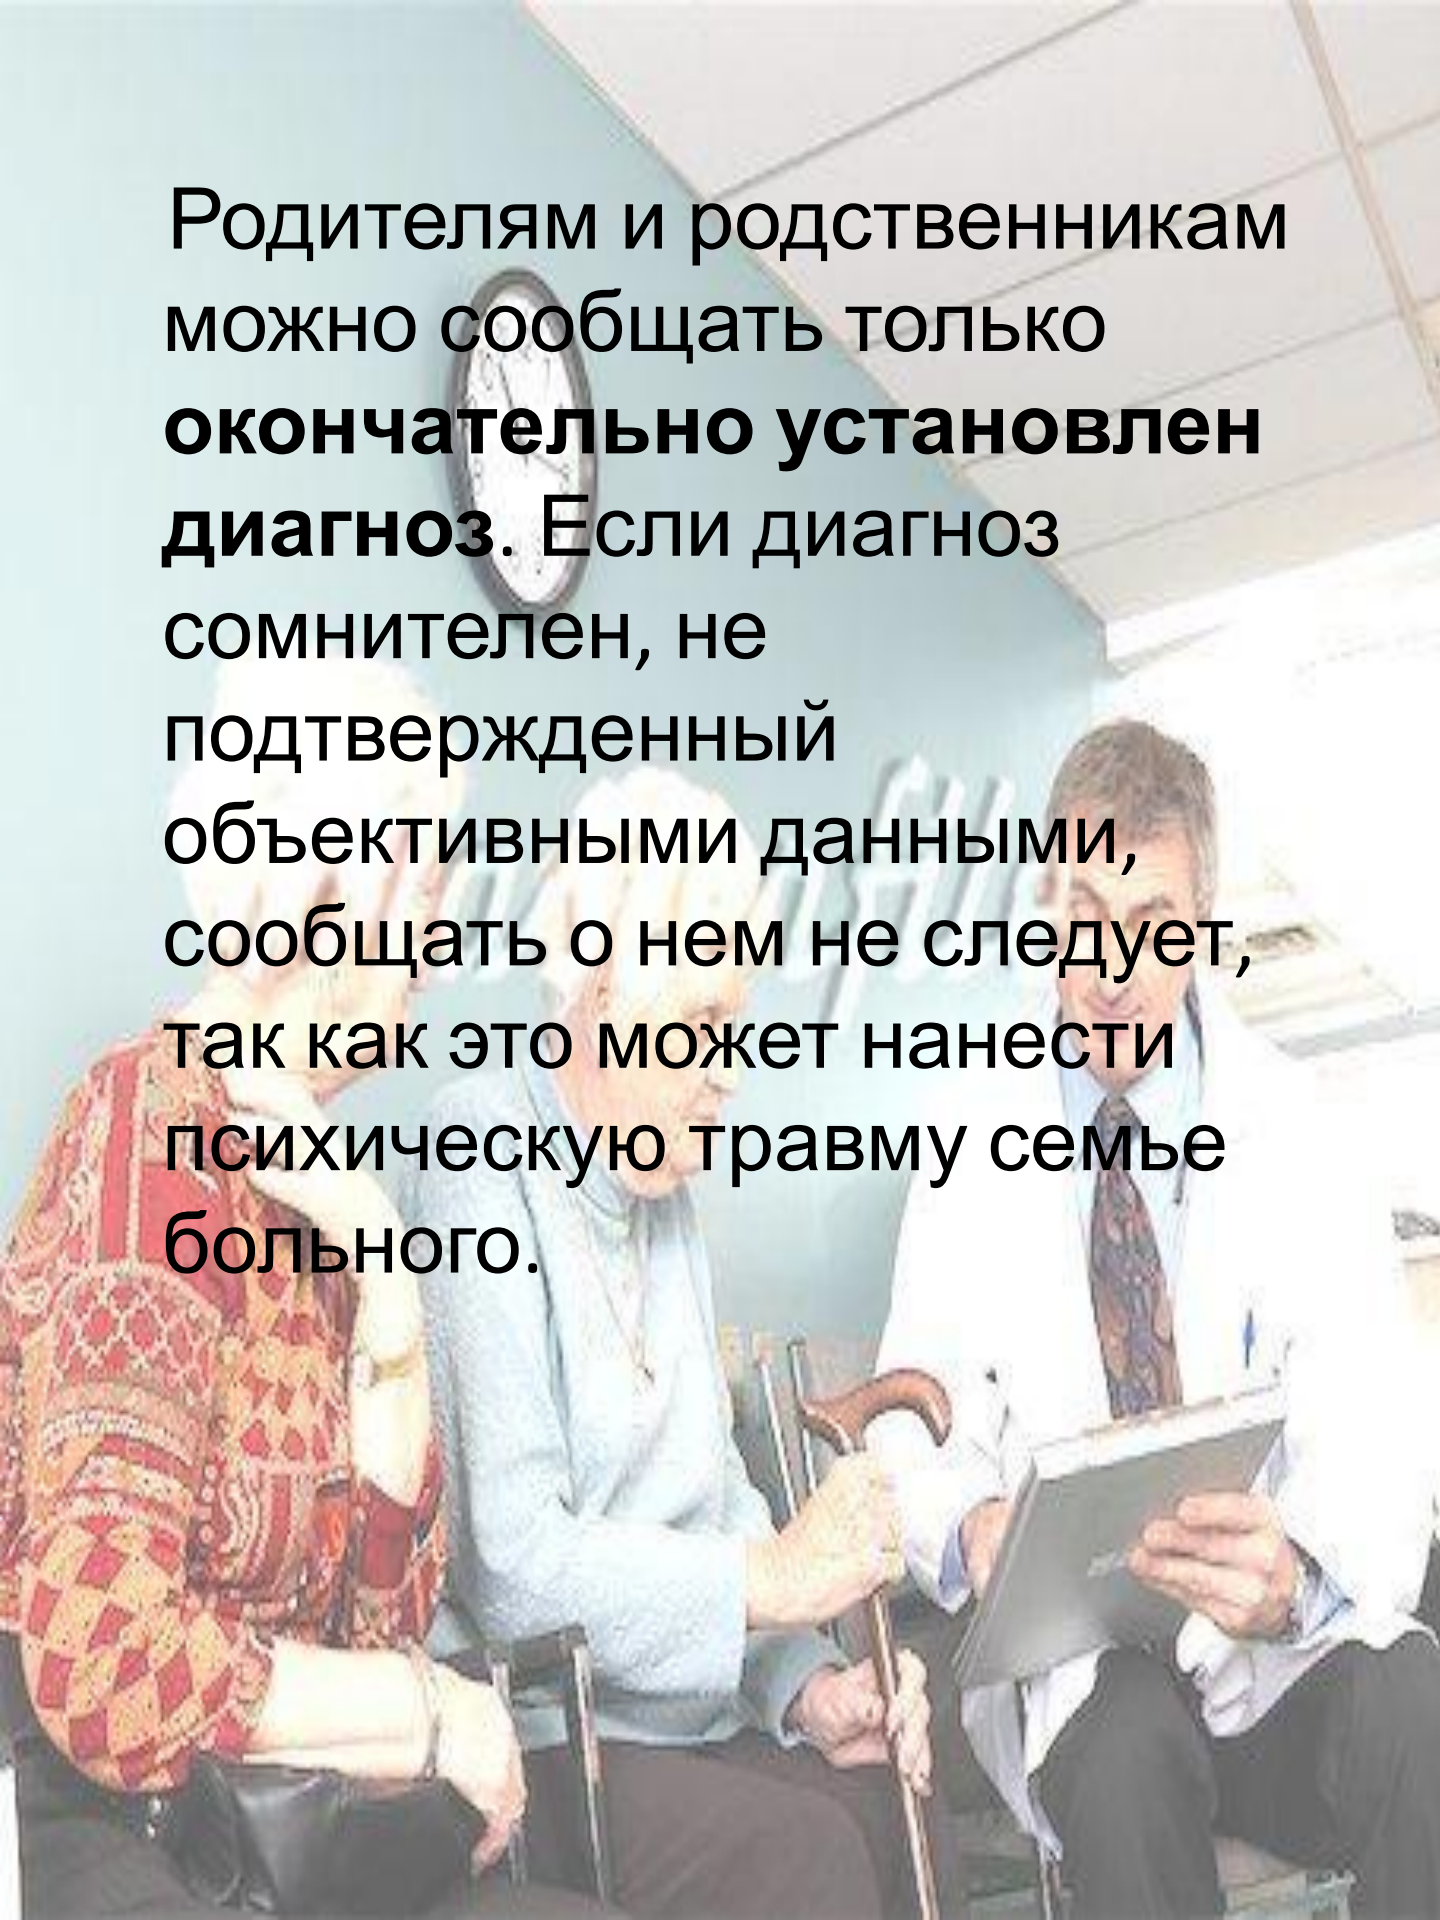 Родителям и родственникам
можно сообщать только
окончательно установлен
диагноз. Если диагноз
сомнителен, не
подтвержденный
объективными данными,
сообщать о нем не следует,
так как это может нанести
психическую травму семье
больного.